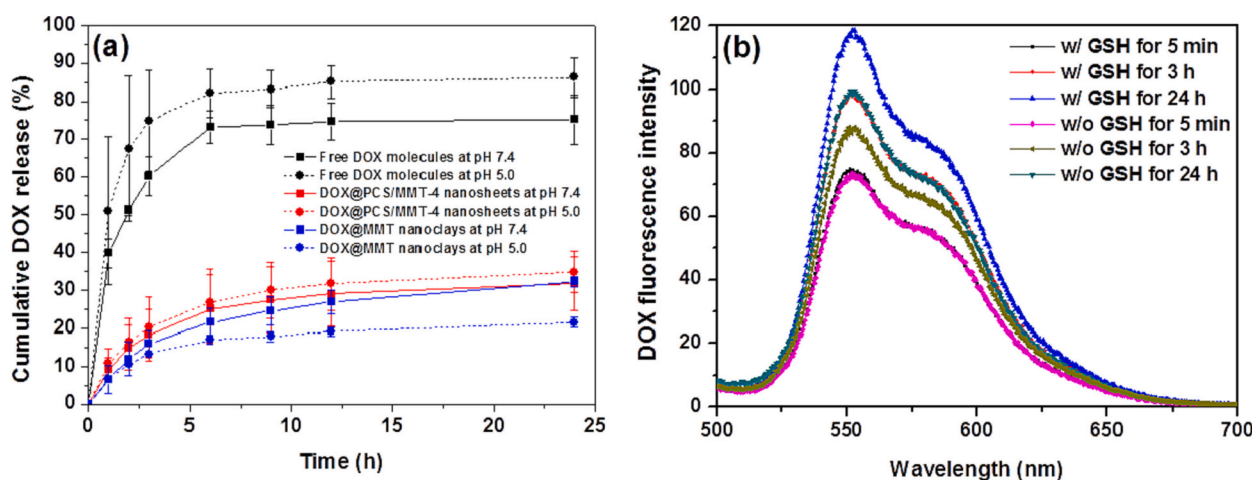 (a)
Cumulative DOX release (%)
100
90
80
70
60
50
40
30
20
10
0
Free DOX molecules at pH 7.4
Free DOX molecules at pH 5.0
DOX@PCS/MMT-4 nanosheets at pH 7.4
DOX@PCS/MMT-4 nanosheets at pH 5.0
DOX@MMT nanoclays at pH 7.4
DOX@MMT nanoclays at pH 5.0
0 5 10 15 20 25
Time (h)
(b)
DOX fluorescence intensity
120
100
80
60
40
20
0
w/ GSH for 5 min
w/ GSH for 3 h
w/ GSH for 24 h
w/o GSH for 5 min
w/o GSH for 3 h
w/o GSH for 24 h
500 550 600 650 700
Wavelength (nm)